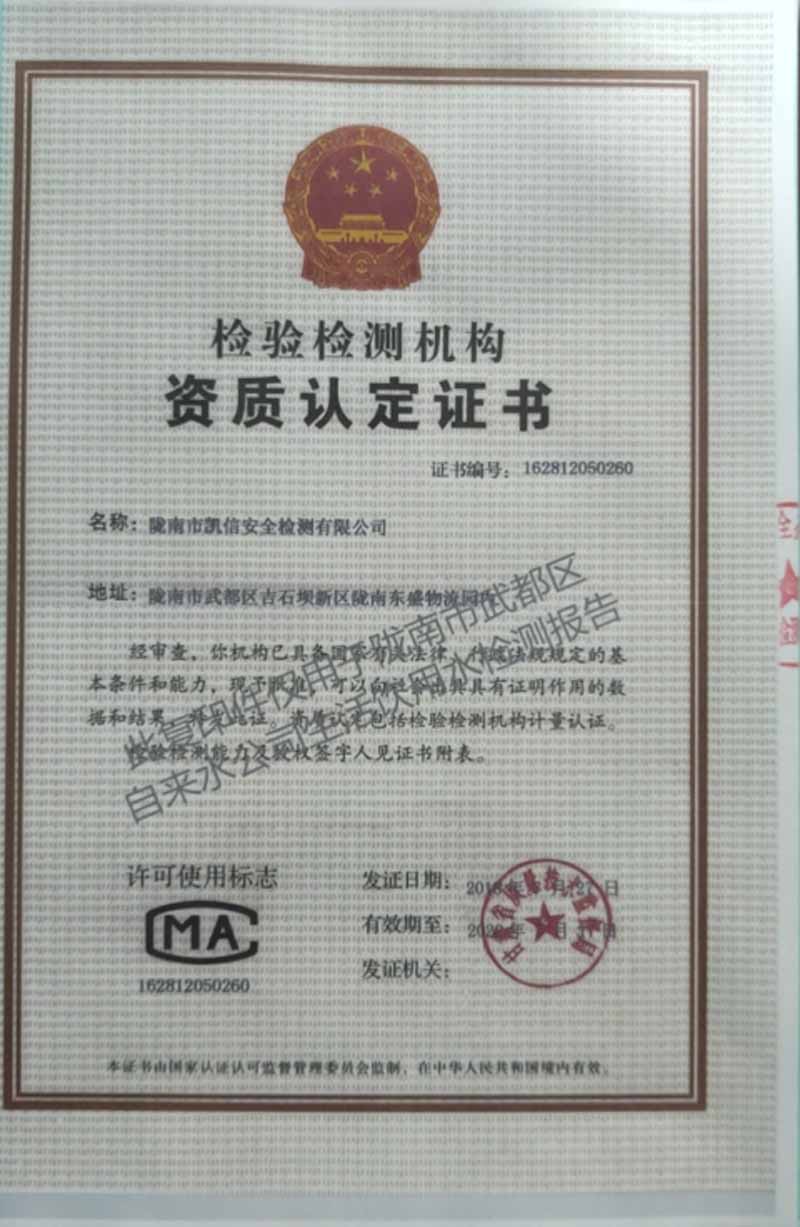 检验检测机构
资质认定证书
证书编号：162812050260
名称：陇南市凯信安全检测有限公司
地址：陇南市武都区吉石坝新区陇南东盛物流园内
经审查，你机构已具备国家有关法律、行政法规规定的基
本条件和能力，现予批准，可以向社会出具具有证明作用的数
据和结果，特发此证。资质认定包括检验检测机构计量认证。
检验检测能力及授权签字人见证书附表。
此复印件仅用于陇南市武都区
自来水公司生活饮用水检测报告
许可使用标志
MA
162812050260
发证日期：
有效期至：
发证机关：
本证书由国家认证认可监督管理委员会监制，在中华人民共和国境内有效。